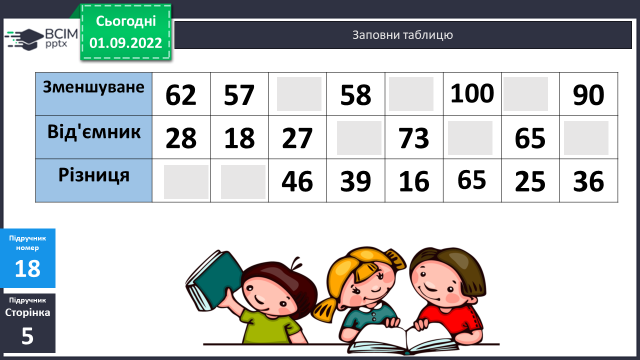 Сьогодні
01.09.2022
ВСІМ
pptx
Заповни таблицю
Зменшуване 62 57 58 100 90
Від'ємник 28 18 27 73 65
Різниця 46 39 16 65 25 36
Підручник
номер
18
Підручник
Сторінка
5